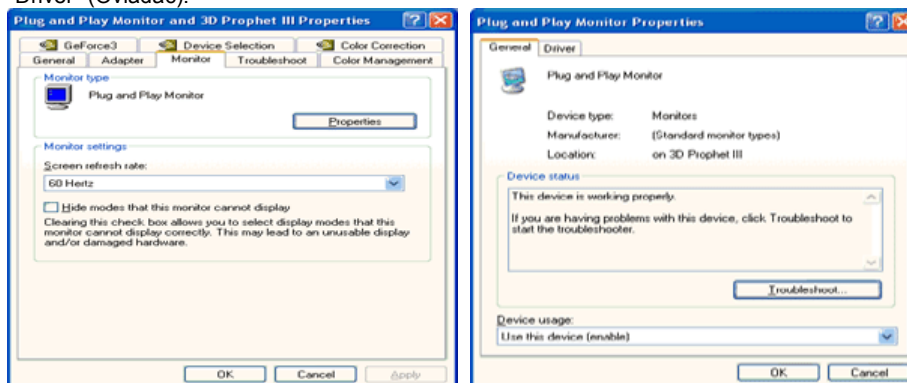 "Driver" (Ovladač).
Plug and Play Monitor and 3D Prophet III Properties
GeForce3 Device Selection Color Correction
General Adapter Monitor Troubleshoot Color Management
Monitor type
Plug and Play Monitor
Properties
Monitor settings
Screen refresh rate:
60 Hertz
Hide modes that this monitor cannot display
Clearing this check box allows you to select display modes that this
monitor cannot display correctly. This may lead to an unusable display
and/or damaged hardware.
OK Cancel Apply
Plug and Play Monitor Properties
General Driver
Plug and Play Monitor
Device type: Monitors
Manufacturer: (Standard monitor types)
Location: on 3D Prophet III
Device status
This device is working properly.
If you are having problems with this device, click Troubleshoot to
start the troubleshooter.
Troubleshoot...
Device usage:
Use this device (enable)
OK Cancel